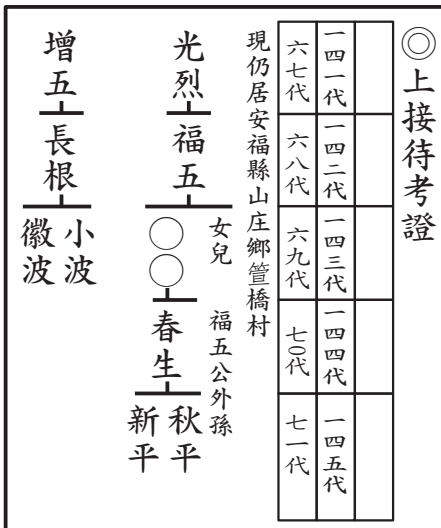 ◎上接待考證
一四一代
一四二代
一四三代
一四四代
一四五代
六七代
六八代
六九代
七〇代
七一代
現仍居安福縣山庄鄉管橋村
光烈
福五
女兒
〇〇
福五公外孫
春生
秋平
新平
增五
長根
小波
徽波